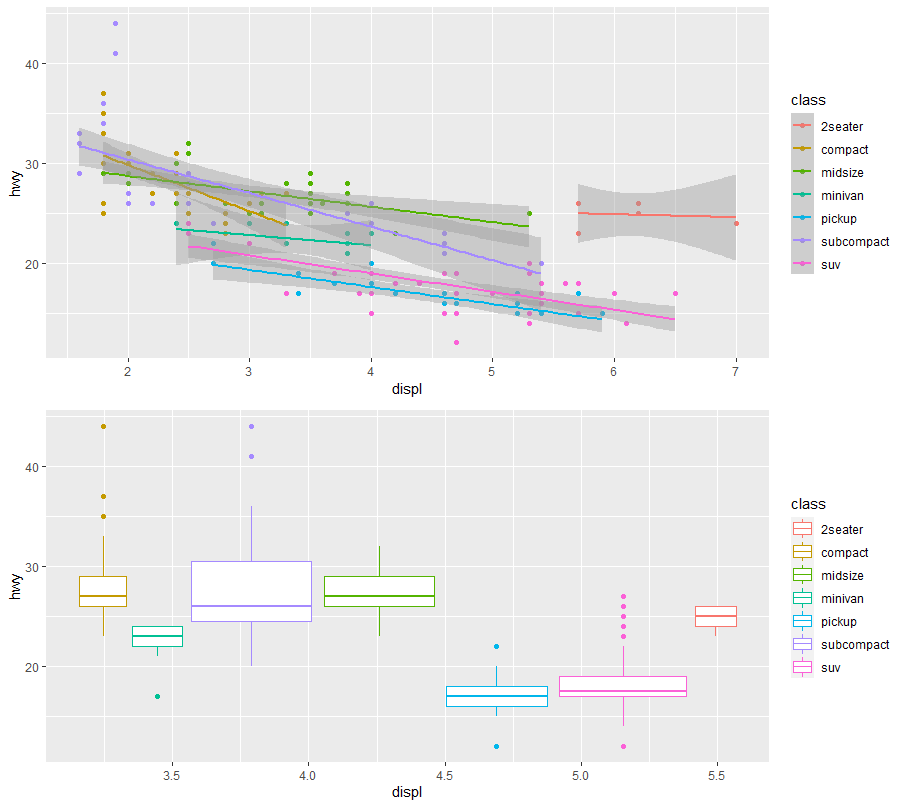 40
30
20
hwy
2
3
4
5
6
7
displ
class
2seater
compact
midsize
minivan
pickup
subcompact
suv
40
30
20
hwy
3.5
4.0
4.5
5.0
5.5
displ
class
2seater
compact
midsize
minivan
pickup
subcompact
suv